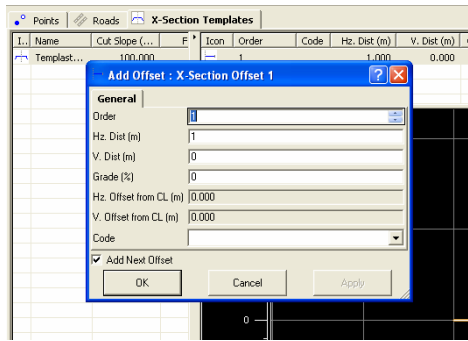 Points Roads X-Section Templates
I.. Name Cut Slope (... F Icon Order Code Hz. Dist (m) V. Dist (m)
Templast... 100.000 1 1.000 0.000
Add Offset : X-Section Offset 1
General
Order 1
Hz. Dist (m) 1
V. Dist (m) 0
Grade (%) 0
Hz. Offset from CL (m) 0.000
V. Offset from CL (m) 0.000
Code
Add Next Offset
OK Cancel Apply
0